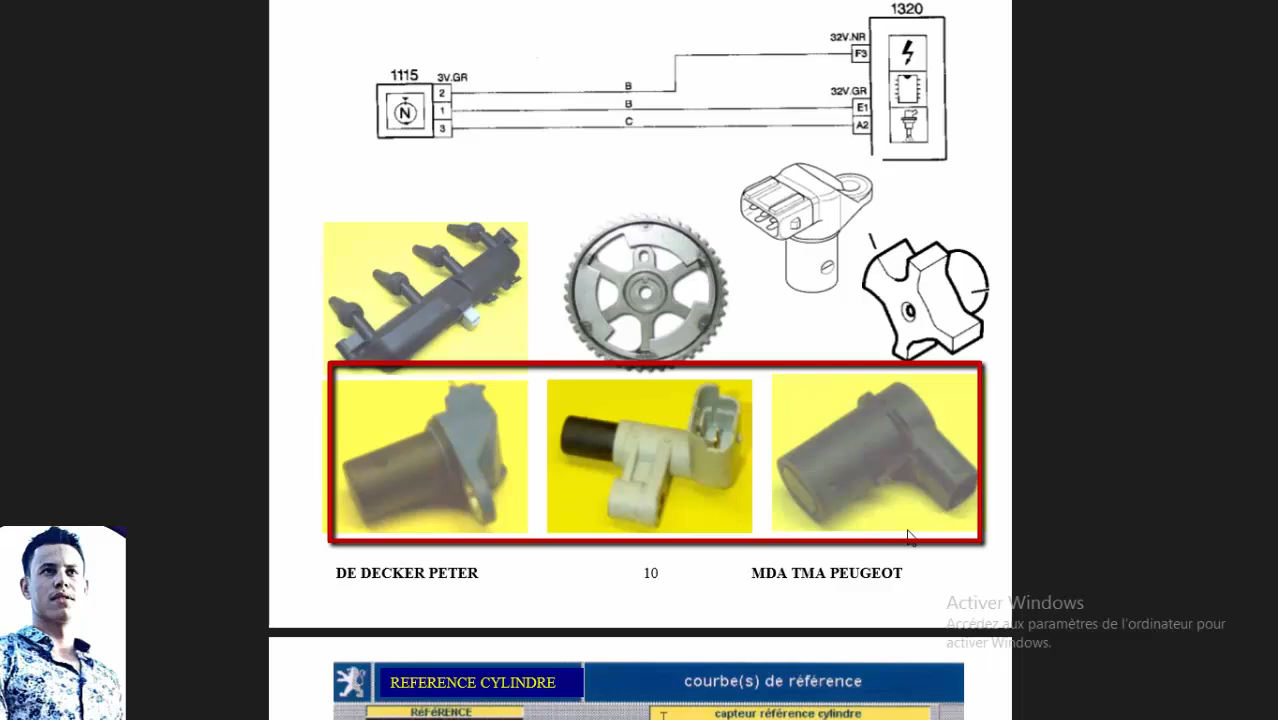 1320
32V.NR
F3
1115
3V.GR
2
B
32V.GR
1
B
E1
N
3
C
A2
DE DECKER PETER
10
MDA TMA PEUGEOT
Activer Windows
Accédez aux paramètres de l'ordinateur pour
activer Windows.
REFERENCE CYLINDRE
courbe(s) de référence
RéFéRENCE
capteur référence cylindre